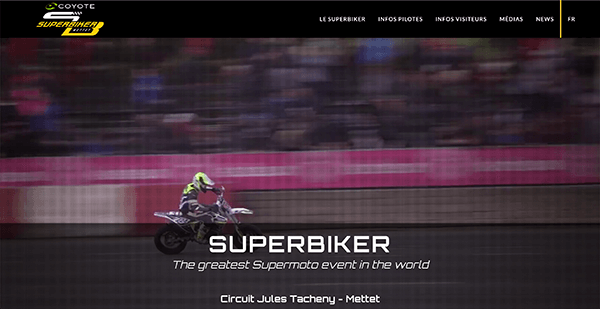 COYOTE
SUPERBIKER
METTET
LE SUPERBIKER INFOS PILOTES INFOS VISITEURS MÉDIAS NEWS FR
SUPERBIKER
The greatest Supermoto event in the world
Circuit Jules Tacheny - Mettet